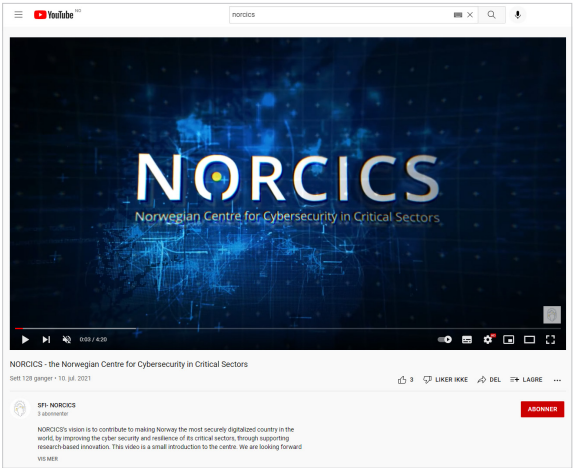 YouTube NO
norcics
NORCICS
Norwegian Centre for Cybersecurity in Critical Sectors
0:03 / 4:20
NORCICS - the Norwegian Centre for Cybersecurity in Critical Sectors
Sett 128 ganger • 10. jul. 2021
3 LIKER IKKE DEL LAGRE
SFI- NORCICS
3 abonnenter
ABONNER
NORCICS's vision is to contribute to making Norway the most securely digitalized country in the
world, by improving the cyber security and resilience of its critical sectors, through supporting
research-based innovation. This video is a small introduction to the centre. We are looking forward
VIS MER